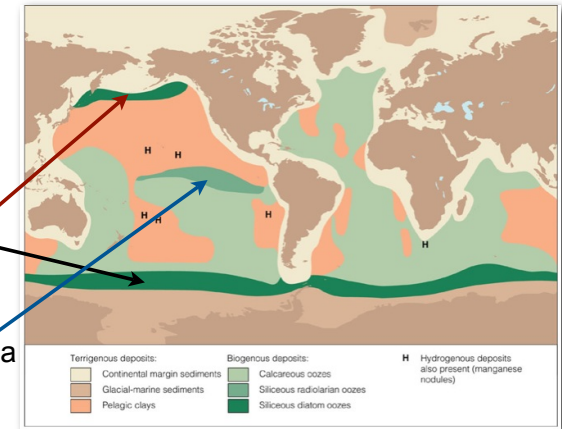 H
H
H
H
H
H
a
Terrigenous deposits:
Continental margin sediments
Glacial-marine sediments
Pelagic clays
Biogenous deposits:
Calcareous oozes
Siliceous radiolarian oozes
Siliceous diatom oozes
H Hydrogenous deposits
also present (manganese
nodules)